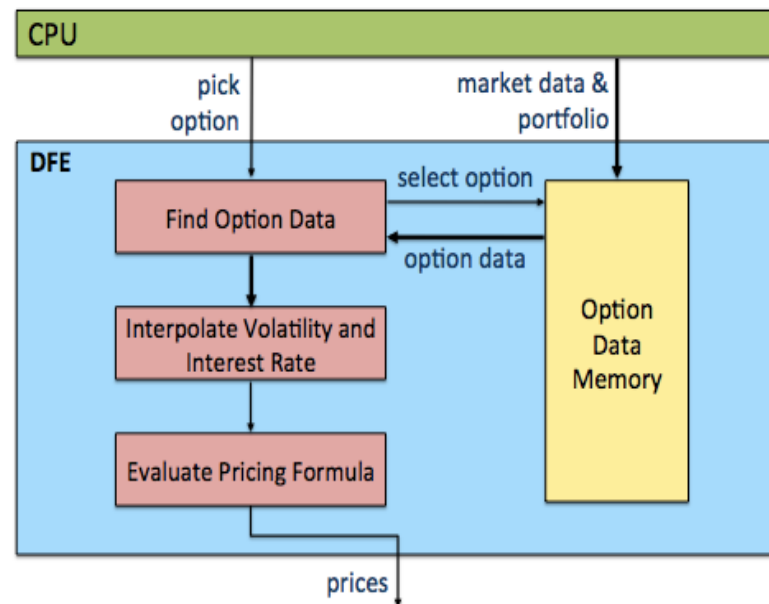 CPU
pick
option
market data &
portfolio
DFE
select option
Find Option Data
option data
Interpolate Volatility and
Interest Rate
Option
Data
Memory
Evaluate Pricing Formula
prices